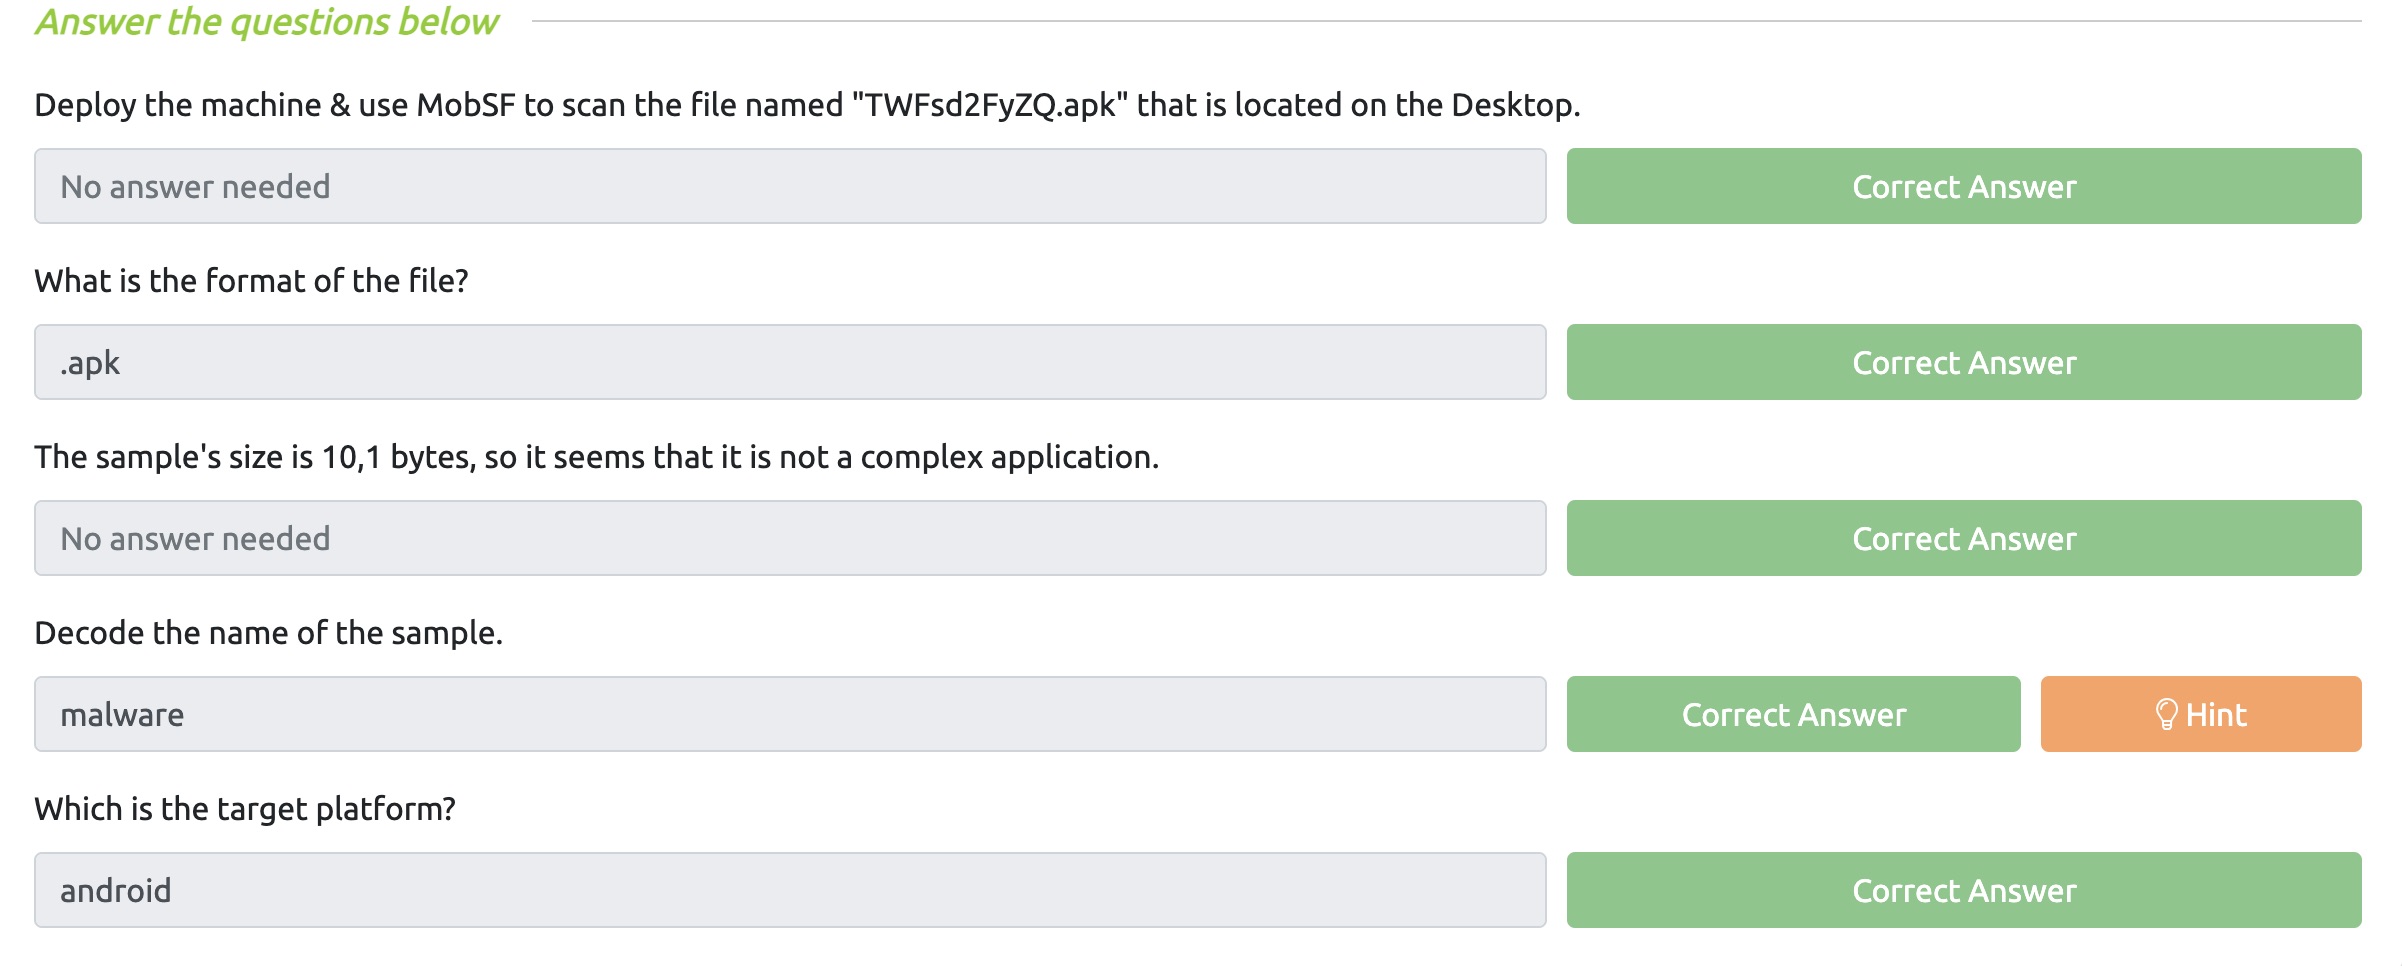 Answer the questions below
Deploy the machine & use MobSF to scan the file named "TWFsd2FyZQ.apk" that is located on the Desktop.
No answer needed
Correct Answer
What is the format of the file?
.apk
Correct Answer
The sample's size is 10,1 bytes, so it seems that it is not a complex application.
No answer needed
Correct Answer
Decode the name of the sample.
malware
Correct Answer
Hint
Which is the target platform?
android
Correct Answer